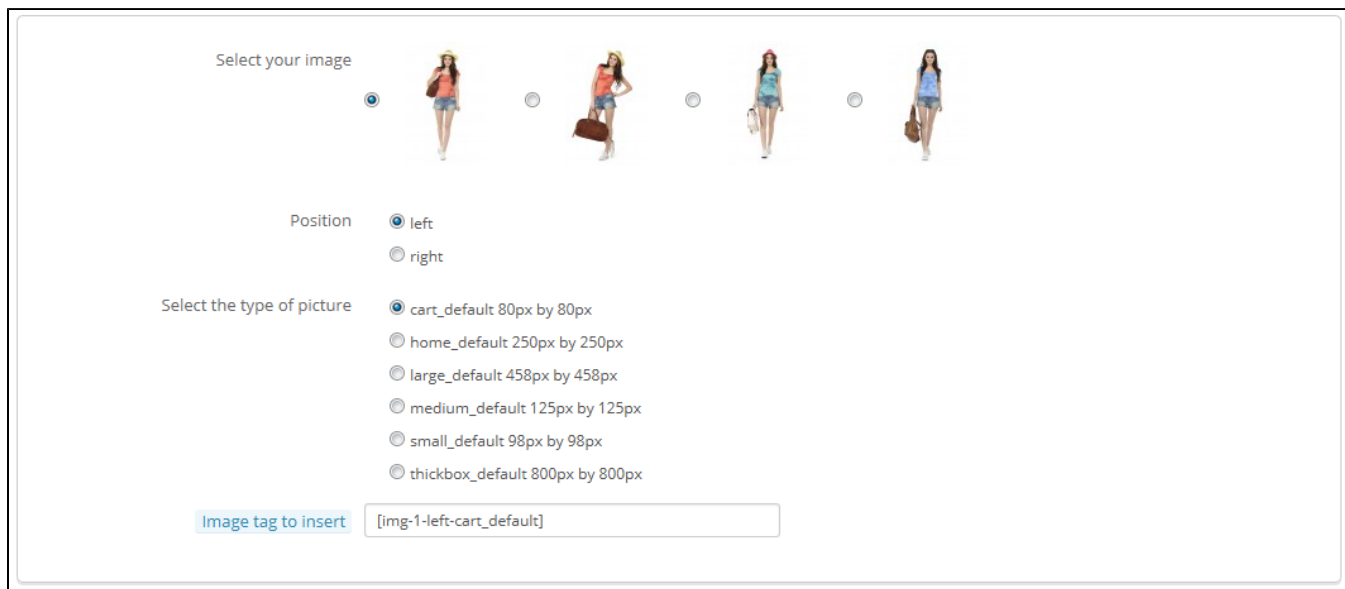 Select your image
Position
left
right
Select the type of picture
cart_default 80px by 80px
home_default 250px by 250px
large_default 458px by 458px
medium_default 125px by 125px
small_default 98px by 98px
thickbox_default 800px by 800px
Image tag to insert
[img-1-left-cart_default]